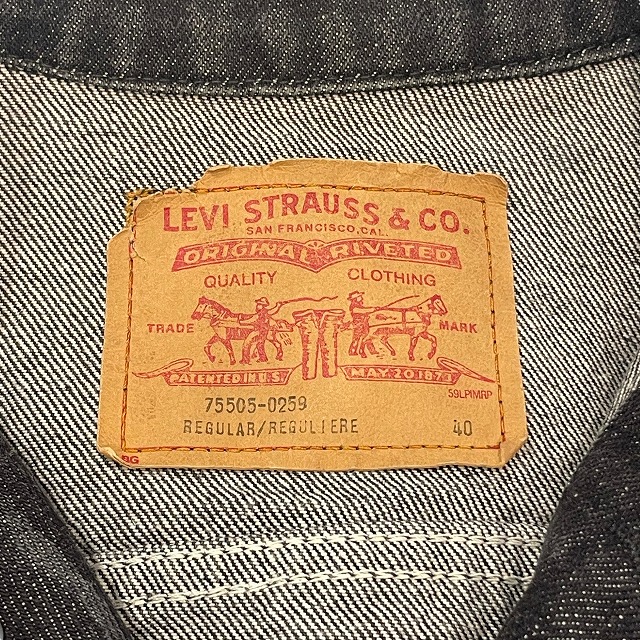 LEVI STRAUSS & CO.
SAN FRANCISCO, CAL.
ORIGINAL RIVETED
QUALITY CLOTHING
TRADE MARK
PATENTED IN U.S. MAY 20 1873
59LPIMRP
75505-0259
REGULAR/REGULIERE 40
BG